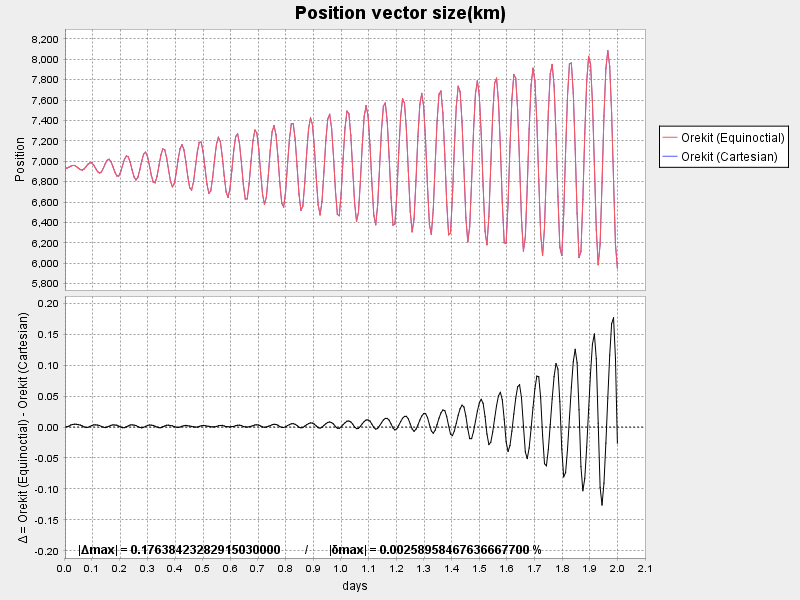 Position vector size(km)
8,200
8,000
7,800
7,600
7,400
7,200
7,000
6,800
6,600
6,400
6,200
6,000
5,800
Position
Orekit (Equinoctial)
Orekit (Cartesian)
0.20
0.15
0.10
0.05
0.00
-0.05
-0.10
-0.15
-0.20
Δ = Orekit (Equinoctial) - Orekit (Cartesian)
|Δmax| = 0.17638423282915030000 / |δmax| = 0.00258958467636667700 %
0.0 0.1 0.2 0.3 0.4 0.5 0.6 0.7 0.8 0.9 1.0 1.1 1.2 1.3 1.4 1.5 1.6 1.7 1.8 1.9 2.0 2.1
days